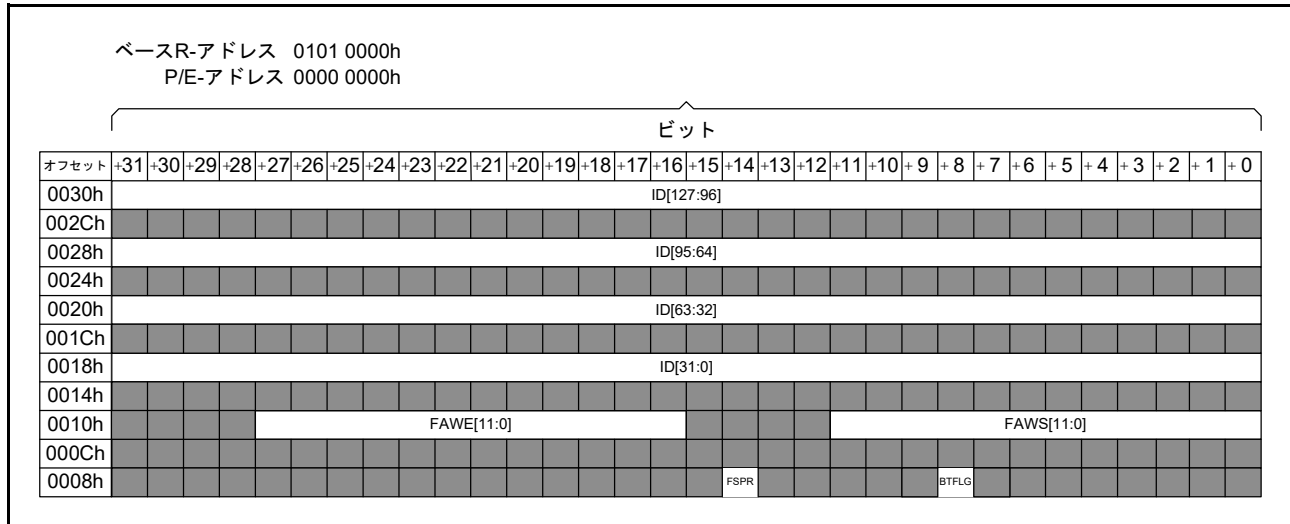 ベースR-アドレス 0101 0000h
P/E-アドレス 0000 0000h
ビット
オフセット +31 +30 +29 +28 +27 +26 +25 +24 +23 +22 +21 +20 +19 +18 +17 +16 +15 +14 +13 +12 +11 +10 + 9 + 8 + 7 +6 + 5 + 4 + 3 + 2 + 1 + 0
0030h ID[127:96]
002Ch
0028h ID[95:64]
0024h
0020h ID[63:32]
001Ch
0018h ID[31:0]
0014h
0010h FAWE[11:0] FAWS[11:0]
000Ch
0008h FSPR BTFLG